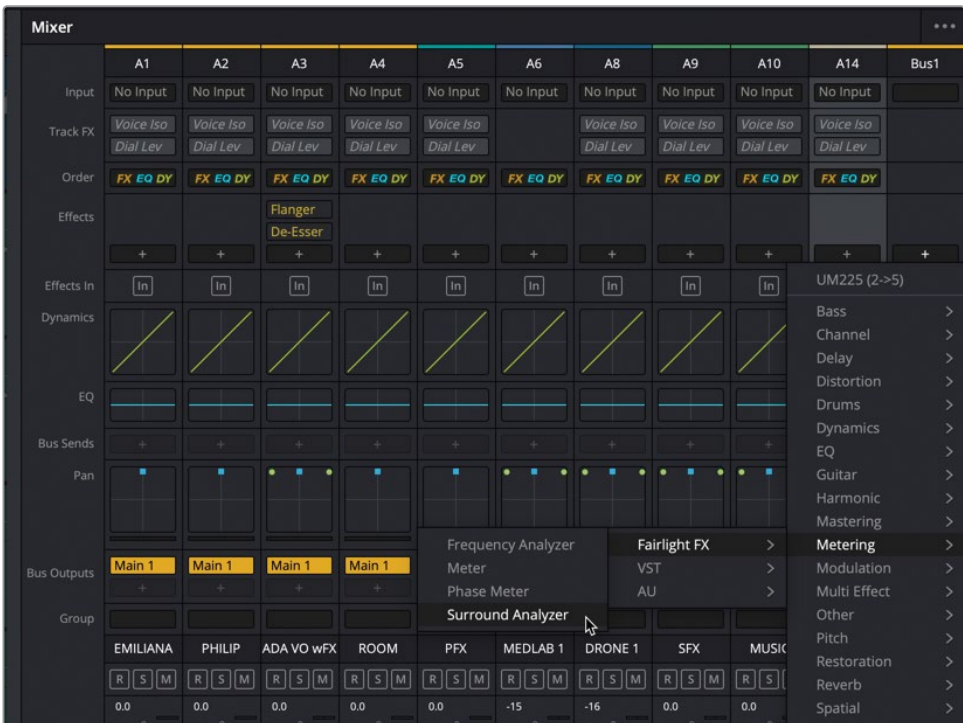 Mixer
A1 A2 A3 A4 A5 A6 A8 A9 A10 A14 Bus1
Input No Input No Input No Input No Input No Input No Input No Input No Input No Input No Input
Track FX Voice Iso Voice Iso Voice Iso Voice Iso Voice Iso Voice Iso Voice Iso Voice Iso Voice Iso
Dial Lev Dial Lev Dial Lev Dial Lev Dial Lev Dial Lev Dial Lev Dial Lev Dial Lev
Order FX EQ DY FX EQ DY FX EQ DY FX EQ DY FX EQ DY FX EQ DY FX EQ DY FX EQ DY FX EQ DY FX EQ DY
Effects Flanger
De-Esser
+ + + + + + + + + + +
Effects In In In In In In In In In In
UM225 (2->5)
Dynamics
EQ
Bus Sends + + + + + + + + +
Pan
Bus Outputs Main 1 Main 1 Main 1 Main 1
+ + + +
Group
Bass >
Channel >
Delay >
Distortion >
Drums >
Dynamics >
EQ >
Guitar >
Harmonic >
Mastering >
Metering >
Modulation >
Multi Effect >
Other >
Pitch >
Restoration >
Reverb >
Spatial >
Fairlight FX >
VST >
AU >
Frequency Analyzer
Meter
Phase Meter
Surround Analyzer
EMILIANA PHILIP ADA VO wFX ROOM PFX MEDLAB 1 DRONE 1 SFX MUSIC
R S M R S M R S M R S M R S M R S M R S M R S M R S M
0.0 0.0 0.0 0.0 0.0 -15 -16 0.0 0.0